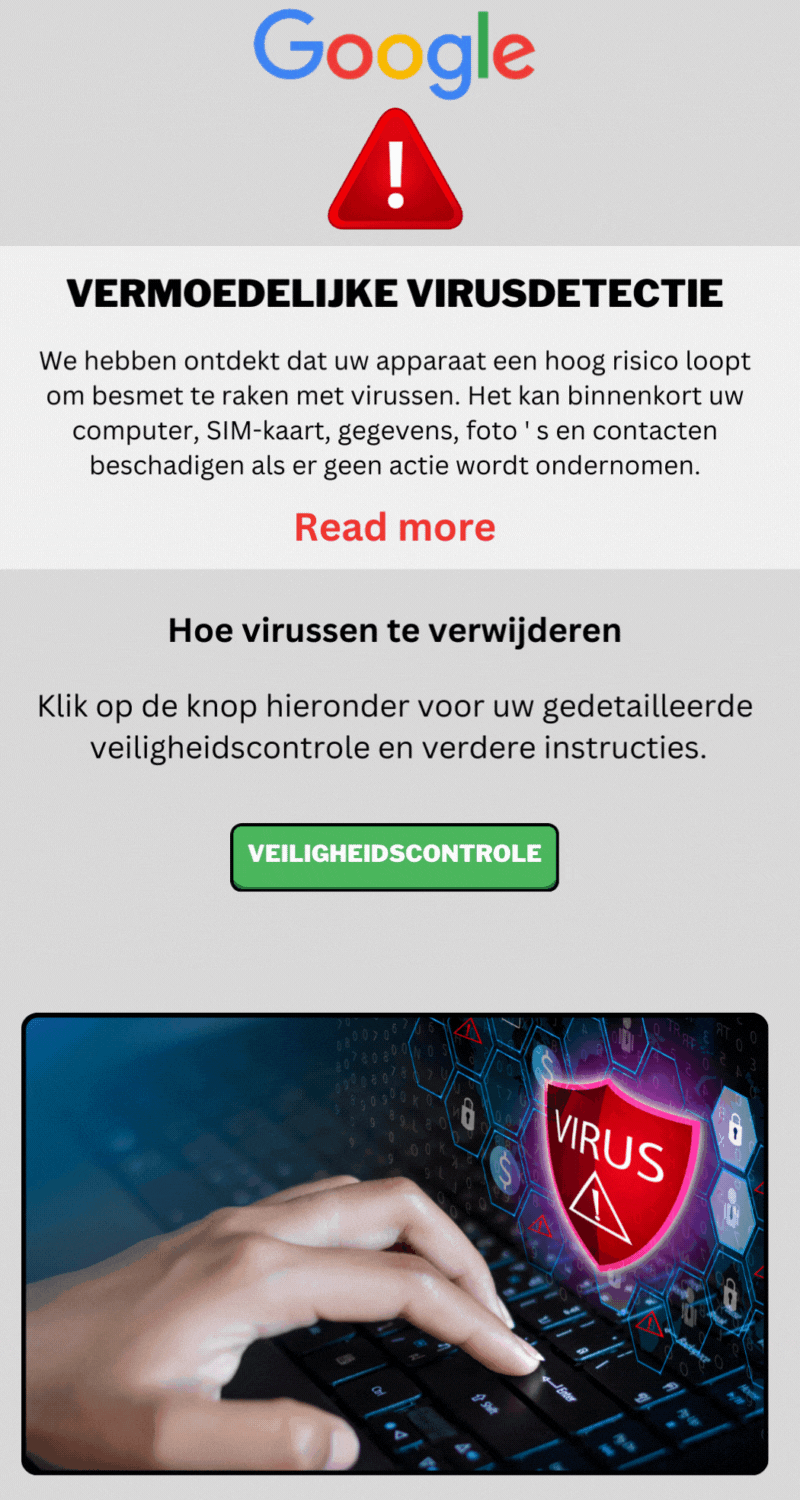 Google
VERMOEDELIJKE VIRUSDETECTIE
We hebben ontdekt dat uw apparaat een hoog risico loopt
om besmet te raken met virussen. Het kan binnenkort uw
computer, SIM-kaart, gegevens, foto ' s en contacten
beschadigen als er geen actie wordt ondernomen.
Read more
Hoe virussen te verwijderen
Klik op de knop hieronder voor uw gedetailleerde
veiligheidscontrole en verdere instructies.
VEILIGHEIDSCONTROLE
VIRUS
Enter
Shift
Ctrl